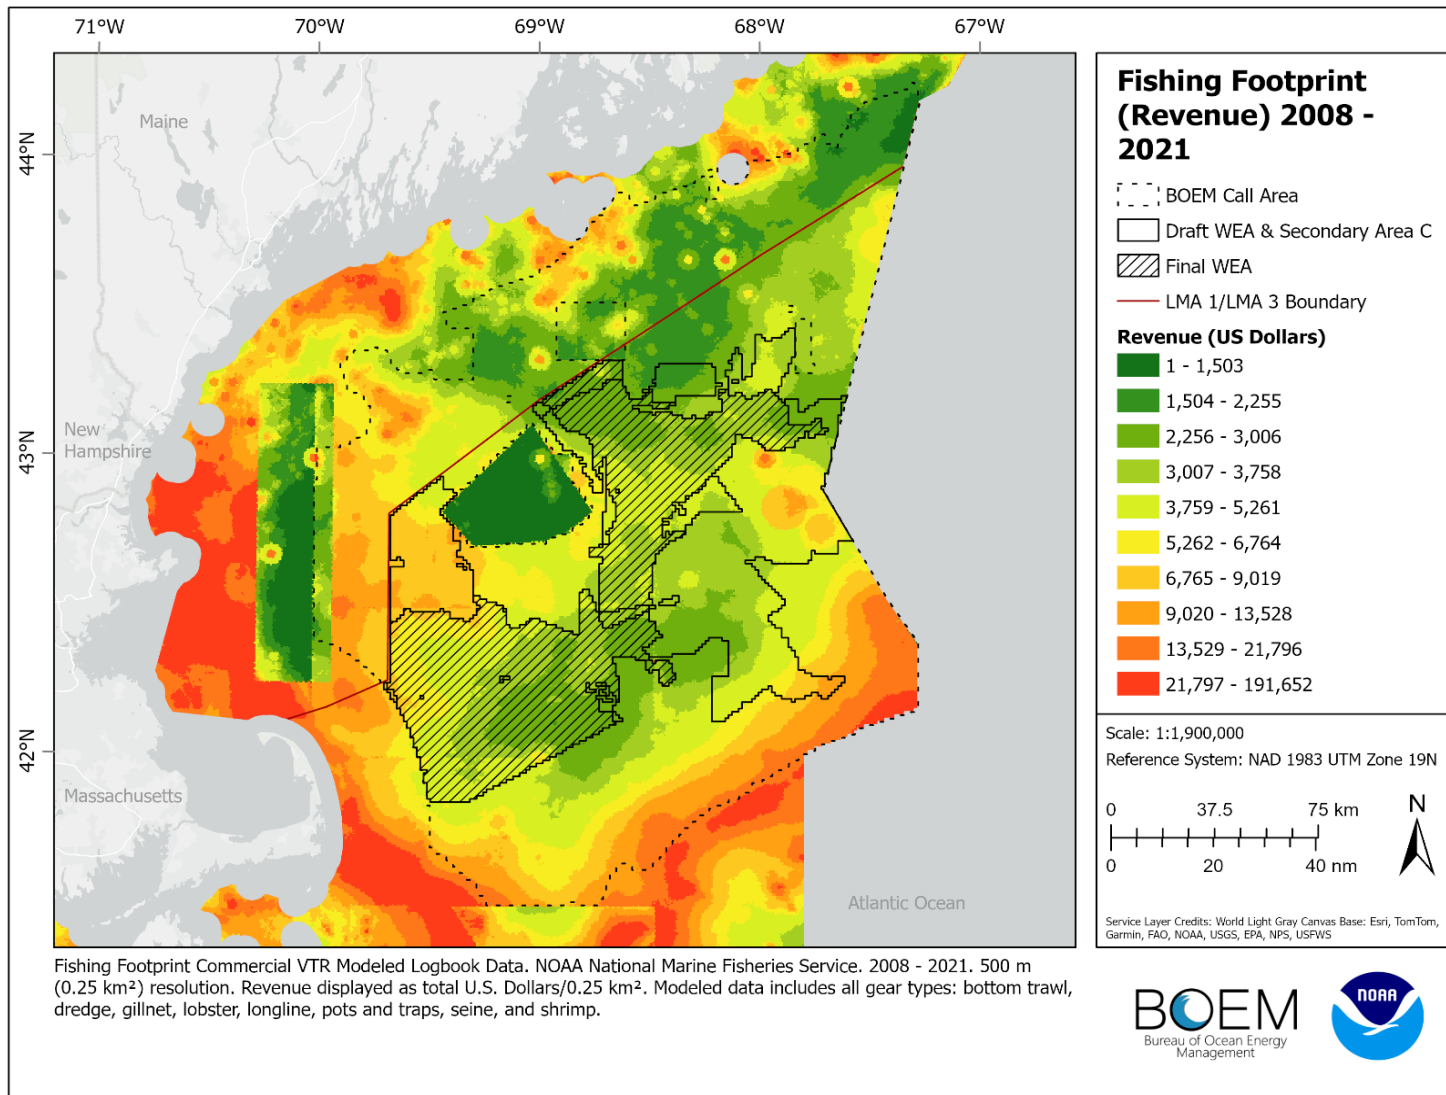 71°W
70°W
69°W
68°W
67°W
44°N
43°N
42°N
Maine
New
Hampshire
Massachusetts
Atlantic Ocean
Fishing Footprint
(Revenue) 2008 -
2021
BOEM Call Area
Draft WEA & Secondary Area C
Final WEA
LMA 1/LMA 3 Boundary
Revenue (US Dollars)
1 - 1,503
1,504 - 2,255
2,256 - 3,006
3,007 - 3,758
3,759 - 5,261
5,262 - 6,764
6,765 - 9,019
9,020 - 13,528
13,529 - 21,796
21,797 - 191,652
Scale: 1:1,900,000
Reference System: NAD 1983 UTM Zone 19N
0 37.5 75 km
0 20 40 nm
N
Service Layer Credits: World Light Gray Canvas Base: Esri, TomTom,
Garmin, FAO, NOAA, USGS, EPA, NPS, USFWS
Fishing Footprint Commercial VTR Modeled Logbook Data. NOAA National Marine Fisheries Service. 2008 - 2021. 500 m
(0.25 km²) resolution. Revenue displayed as total U.S. Dollars/0.25 km². Modeled data includes all gear types: bottom trawl,
dredge, gillnet, lobster, longline, pots and traps, seine, and shrimp.
BOEM
Bureau of Ocean Energy
Management
NOAA